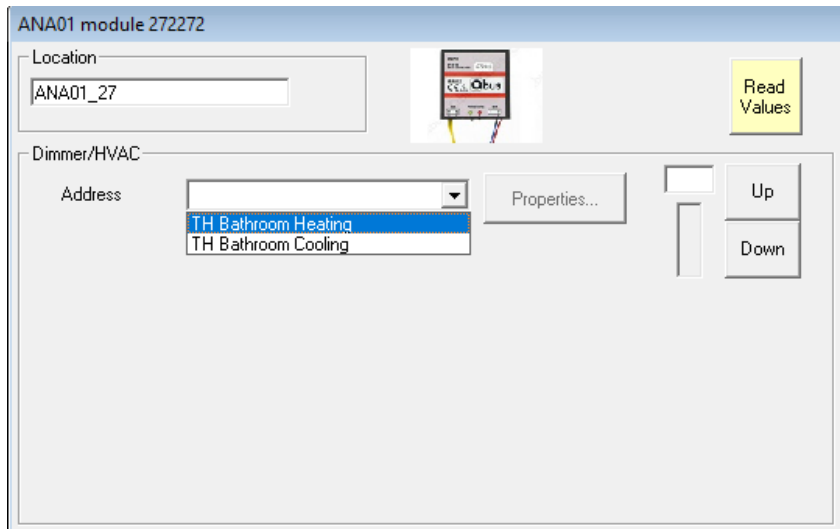 ANA01 module 272272
Location
ANA01_27
Qbus
Read
Values
Dimmer/HVAC
Address
Properties...
Up
TH Bathroom Heating
TH Bathroom Cooling
Down